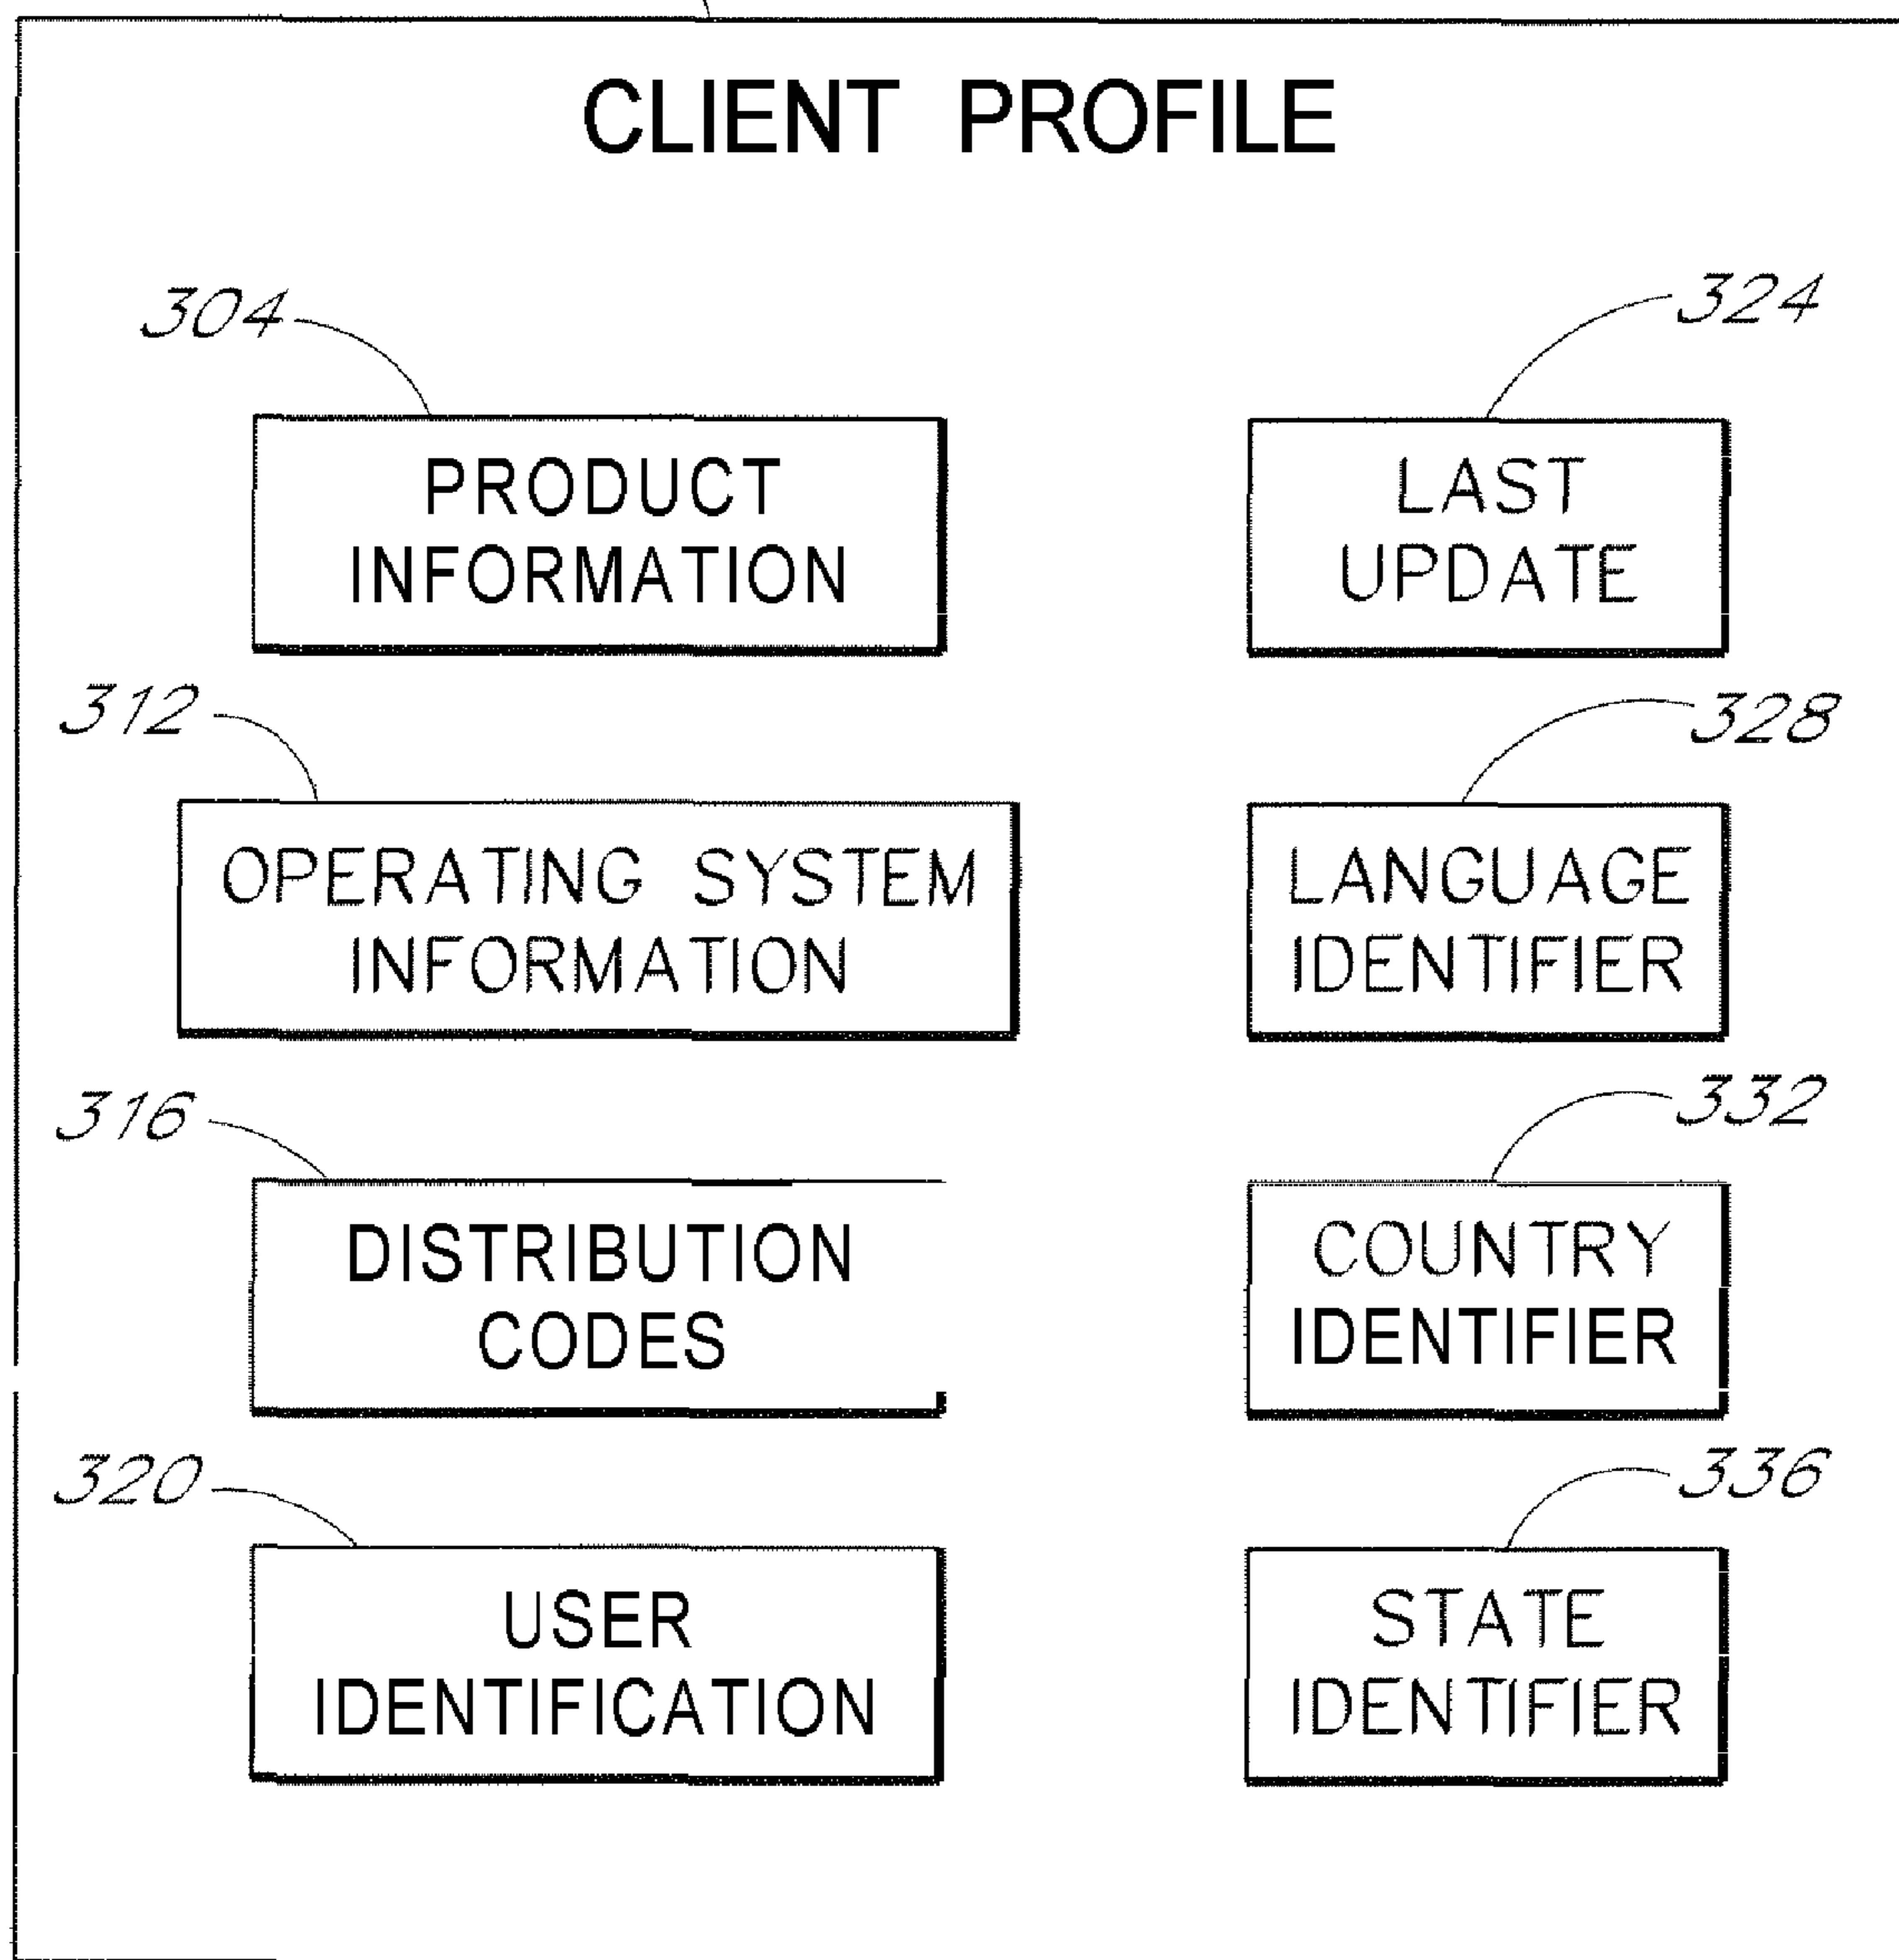 CLIENT PROFILE
304
PRODUCT
INFORMATION
324
LAST
UPDATE
312
OPERATING SYSTEM
INFORMATION
328
LANGUAGE
IDENTIFIER
316
DISTRIBUTION
CODES
332
COUNTRY
IDENTIFIER
320
USER
IDENTIFICATION
336
STATE
IDENTIFIER